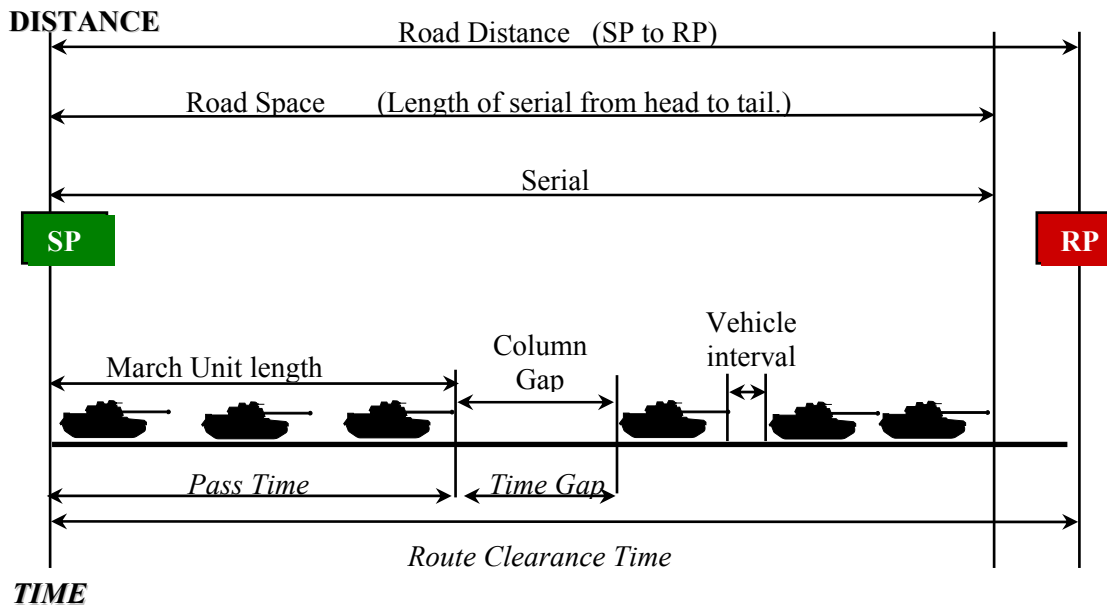 DISTANCE
Road Distance (SP to RP)
Road Space (Length of serial from head to tail.)
Serial
SP
RP
Vehicle
interval
Column
Gap
March Unit length
Pass Time
Time Gap
Route Clearance Time
TIME